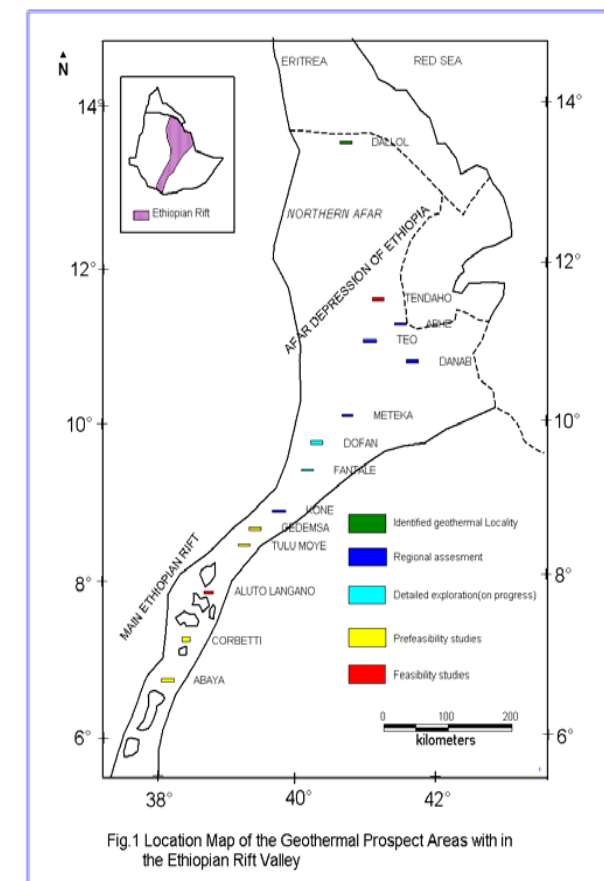 N
ERITREA
RED SEA
14°
14°
DALLOL
Ethiopian Rift
NORTHERN AFAR
AFAR DEPRESSION OF ETHIOPIA
12°
12°
TENDAHO
ABHE
TEO
DANAB
10°
10°
METEKA
DOFAN
FANTALE
KONE
GEDEMSA
TULU MOYE
Identified geothermal Locality
Regional assesment
Detailed exploration(on progress)
Prefeasibility studies
Feasibility studies
MAIN ETHIOPIAN RIFT
8°
8°
ALUTO LANGANO
CORBETTI
ABAYA
0 100 200
kilometers
6°
6°
38° 40° 42°
Fig.1 Location Map of the Geothermal Prospect Areas with in
the Ethiopian Rift Valley